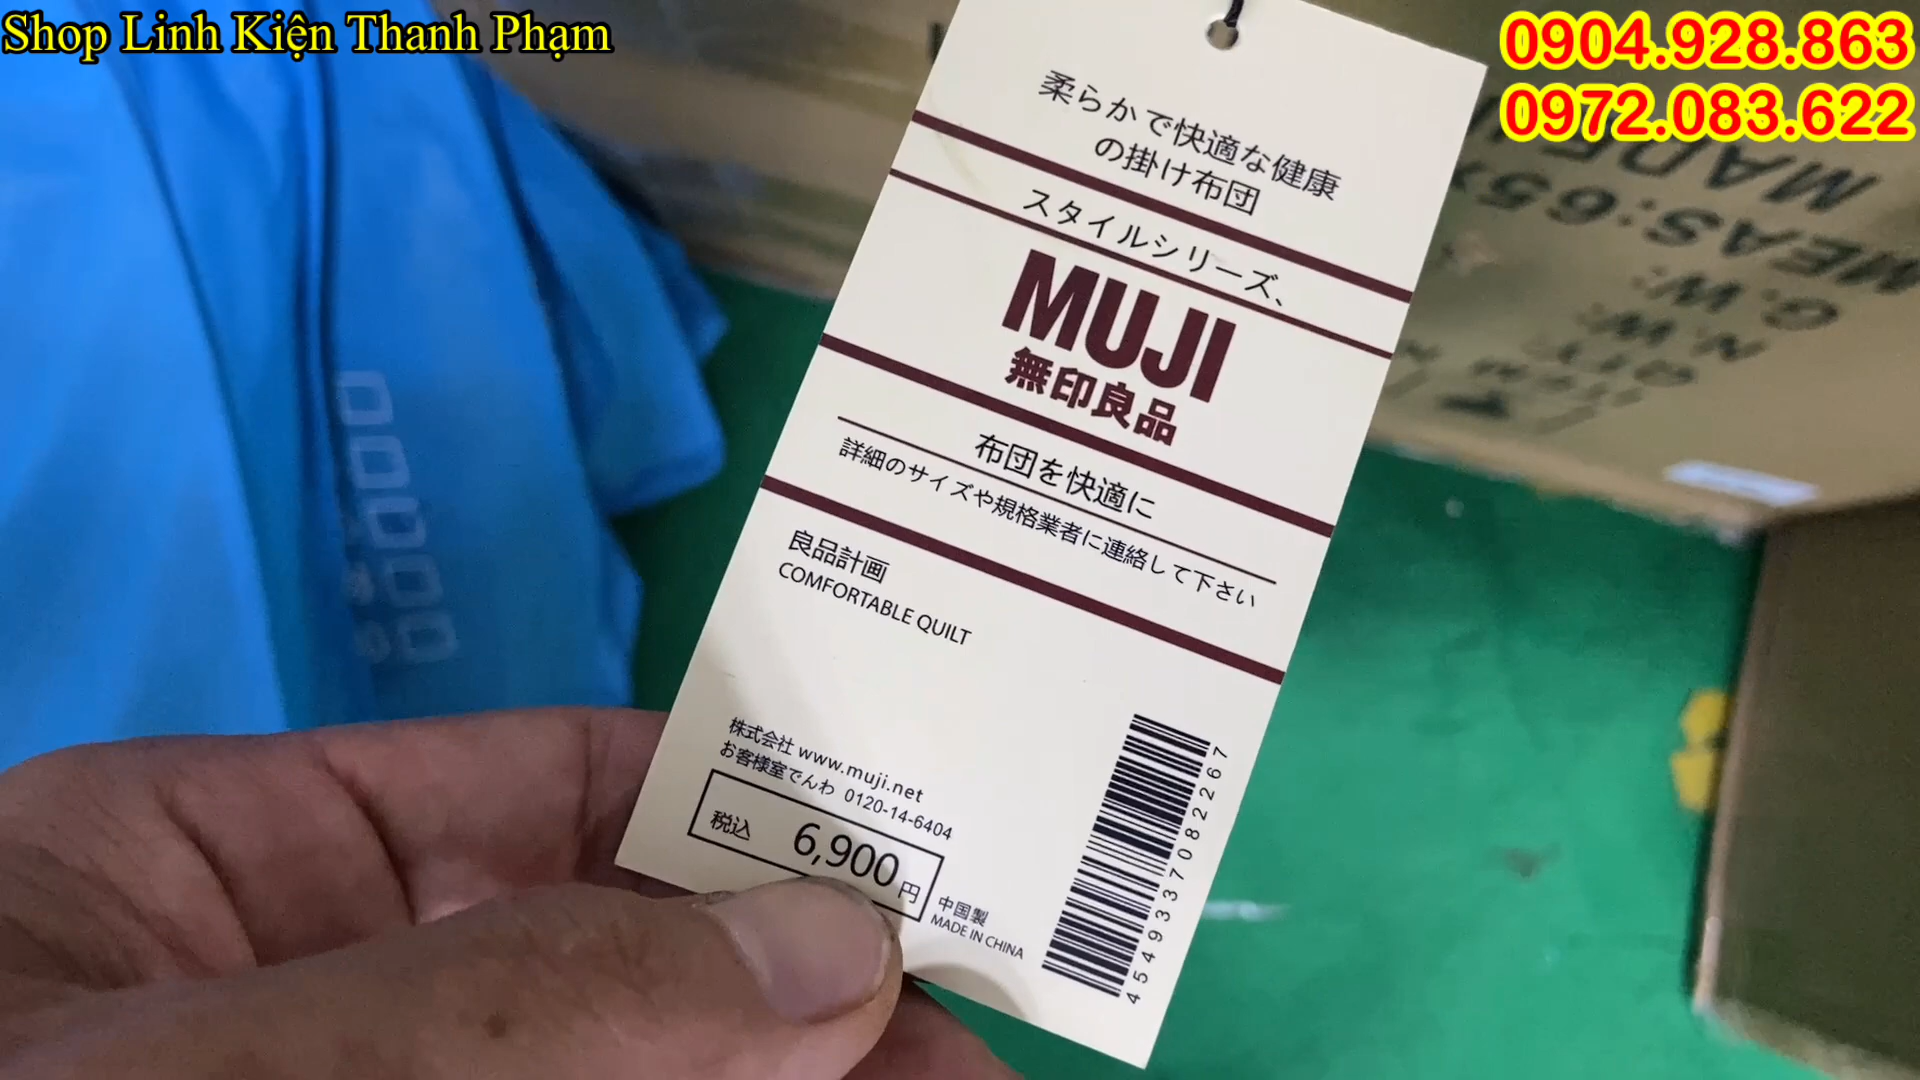 Shop Linh Kiện Thanh Phạm
0904.928.863
0972.083.622
柔らかで快適な健康
の掛け布団
スタイルシリーズ、
MUJI
無印良品
布団を快適に
詳細のサイズや規格業者に連絡して下さい
良品計画
COMFORTABLE QUILT
株式会社 www.muji.net
お客様室でんわ 0120-14-6404
税込 6,900円
中国製
MADE IN CHINA
4549337082267
MEAS:65
G.W:
N.W: